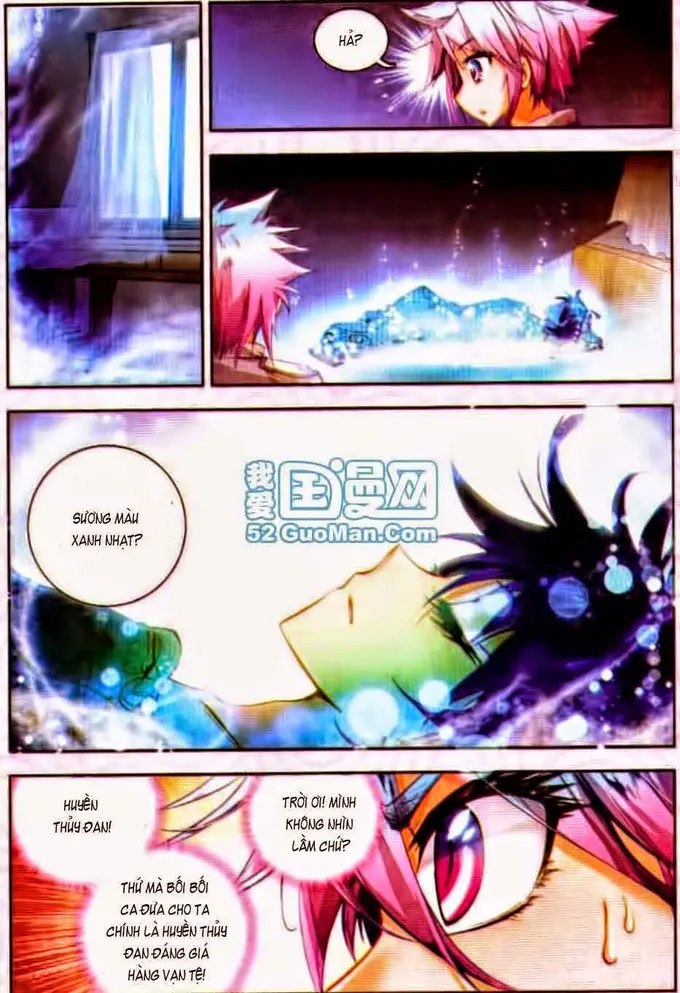 HẢ?
SƯƠNG MÀU
XANH NHẠT?
我爱国漫网
52 GuoMan.Com
HUYỀN
THỦY ĐAN!
TRỜI ƠI! MÌNH
KHÔNG NHÌN
LẦM CHỨ?
THỨ MÀ BỐI BỐI
CA ĐƯA CHO TA
CHÍNH LÀ HUYỀN THỦY
ĐAN ĐÁNG GIÁ
HÀNG VẠN TỆ!